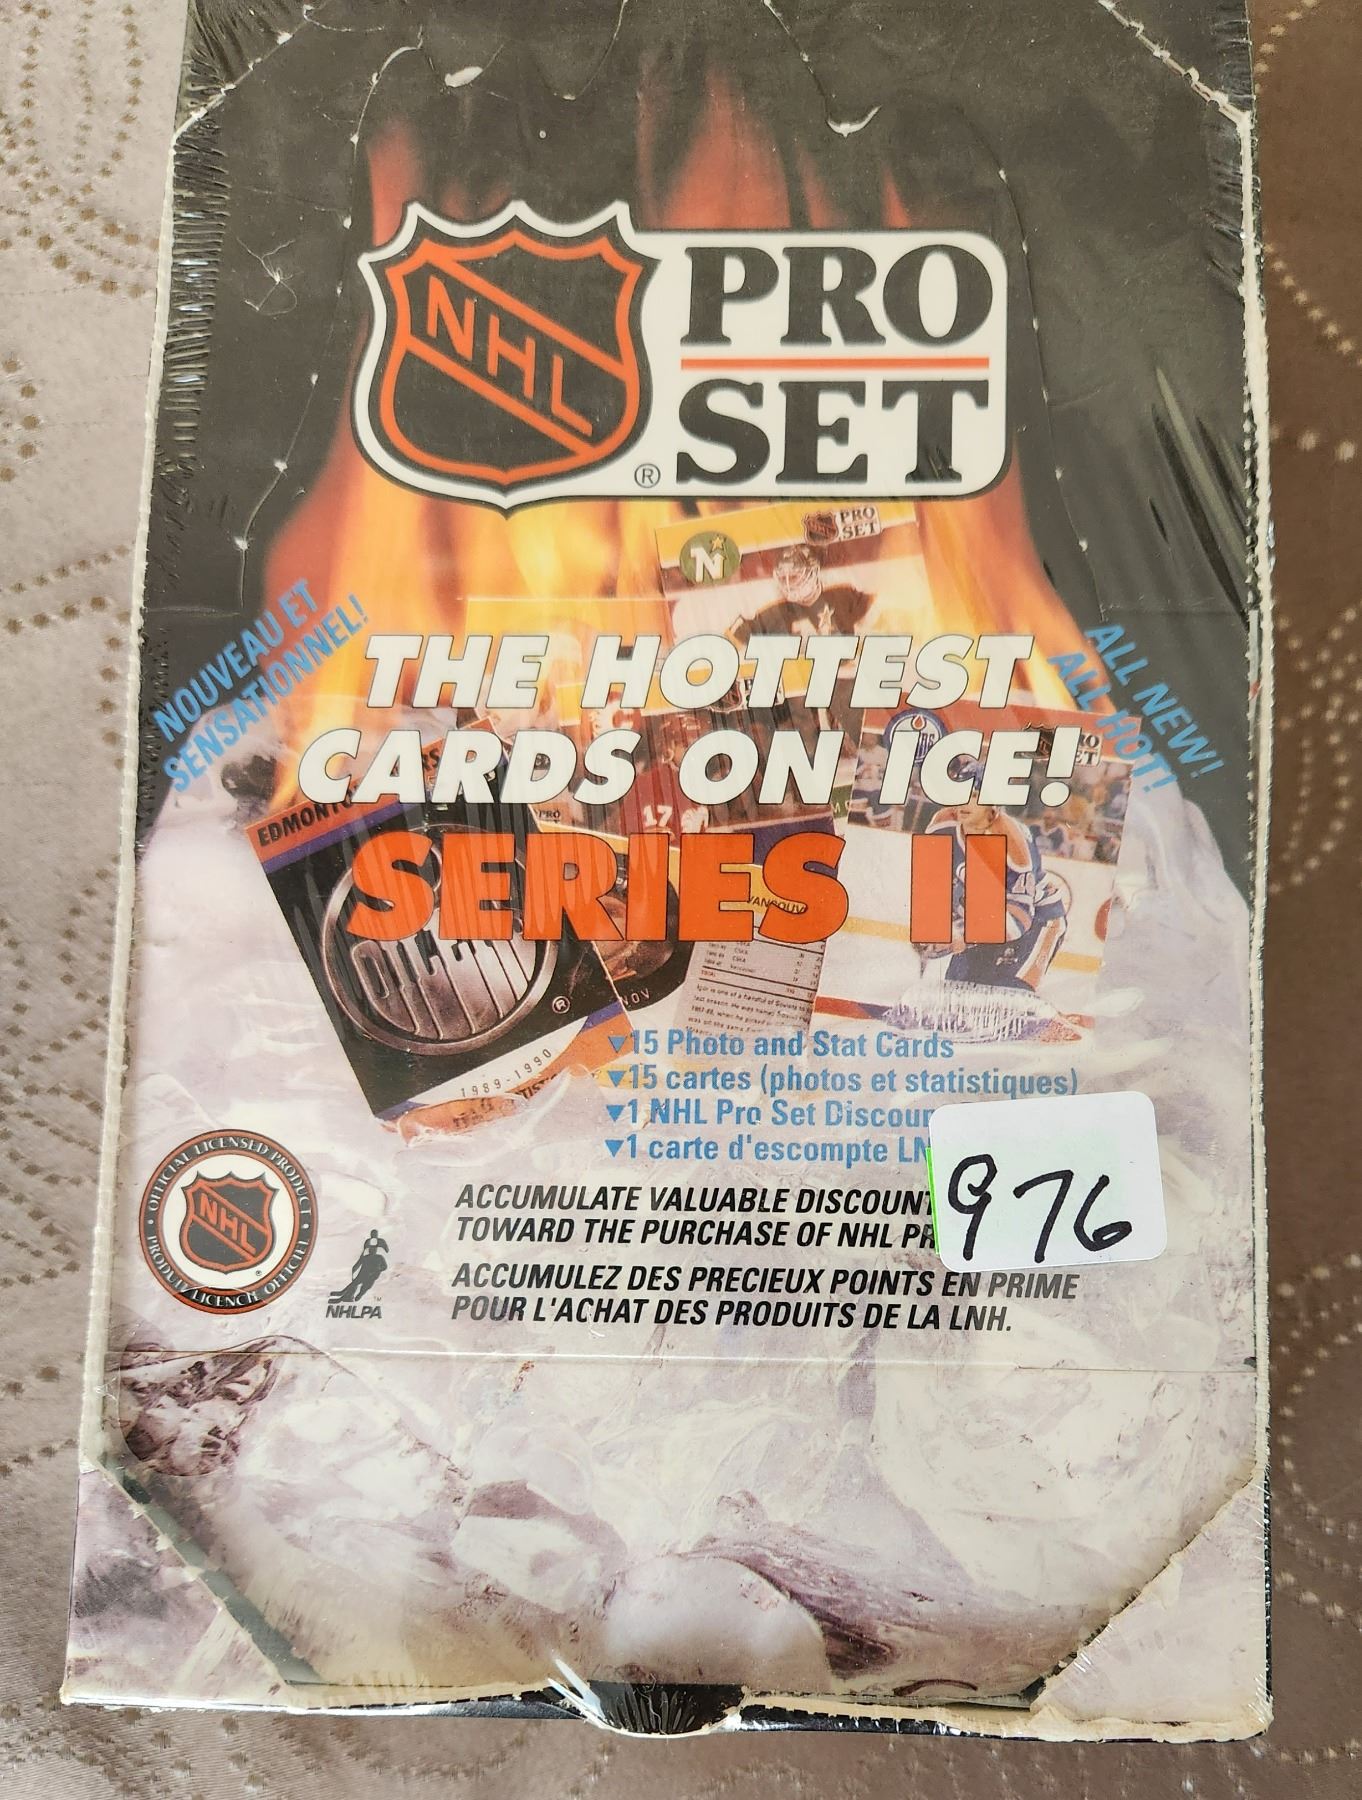 NHL
PRO
SET
®
N
PRO
SET
NOUVEAU ET
SENSATIONNEL!
ALL NEW!
ALL HOT!
THE HOTTEST
CARDS ON ICE!
SERIES II
EDMONTO
PRO
17
VANCOUV
®
1989-1990
▼15 Photo and Stat Cards
▼15 cartes (photos et statistiques)
▼1 NHL Pro Set Discoun
▼1 carte d'escompte LN
976
ACCUMULATE VALUABLE DISCOUNT
TOWARD THE PURCHASE OF NHL PR
ACCUMULEZ DES PRECIEUX POINTS EN PRIME
POUR L'ACHAT DES PRODUITS DE LA LNH.
OFFICIAL LICENSED PRODUCT
NHL
PRODUIT LICENCIÉ OFFICIEL
NHLPA